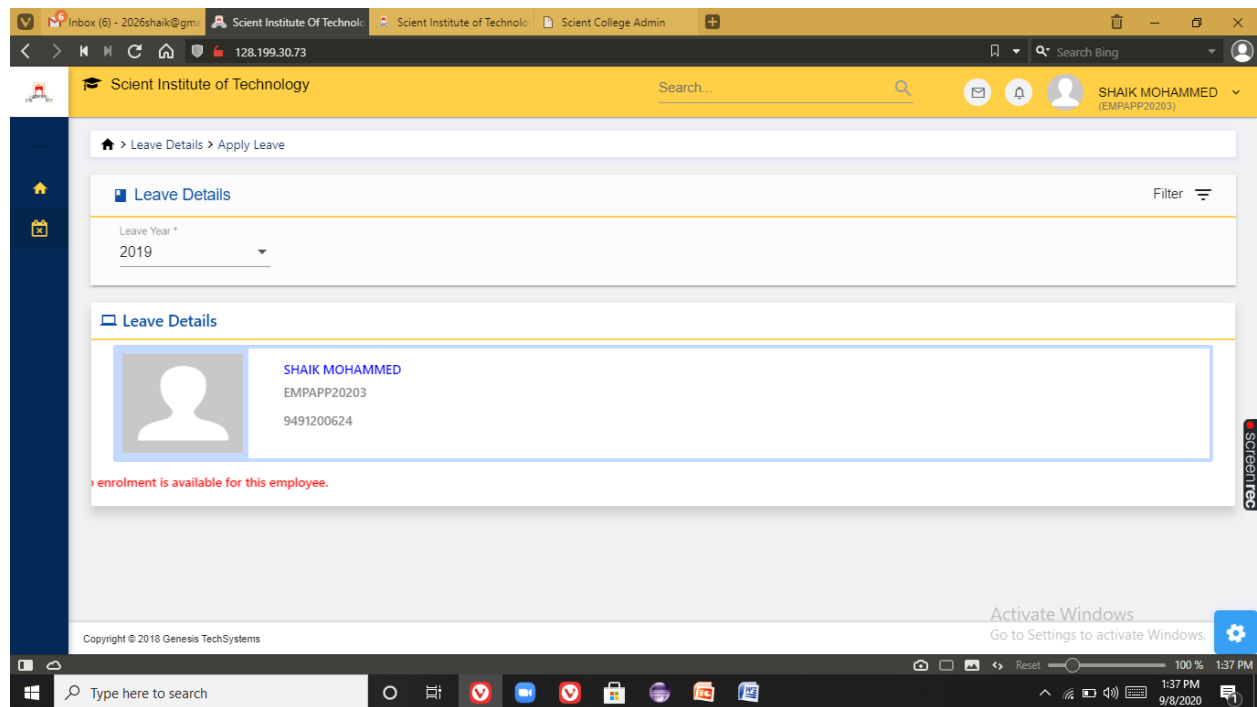 Inbox (6) - 2026shaik@gma
Scient Institute Of Technolo
Scient Institute of Technolo
Scient College Admin
128.199.30.73
Search Bing
Scient Institute of Technology
Search...
SHAIK MOHAMMED
(EMPAPP20203)
> Leave Details > Apply Leave
Leave Details
Filter
Leave Year *
2019
Leave Details
SHAIK MOHAMMED
EMPAPP20203
9491200624
enrolment is available for this employee.
screenrec
Activate Windows
Go to Settings to activate Windows.
Copyright © 2018 Genesis TechSystems
Reset
100 %
1:37 PM
Type here to search
1:37 PM
9/8/2020